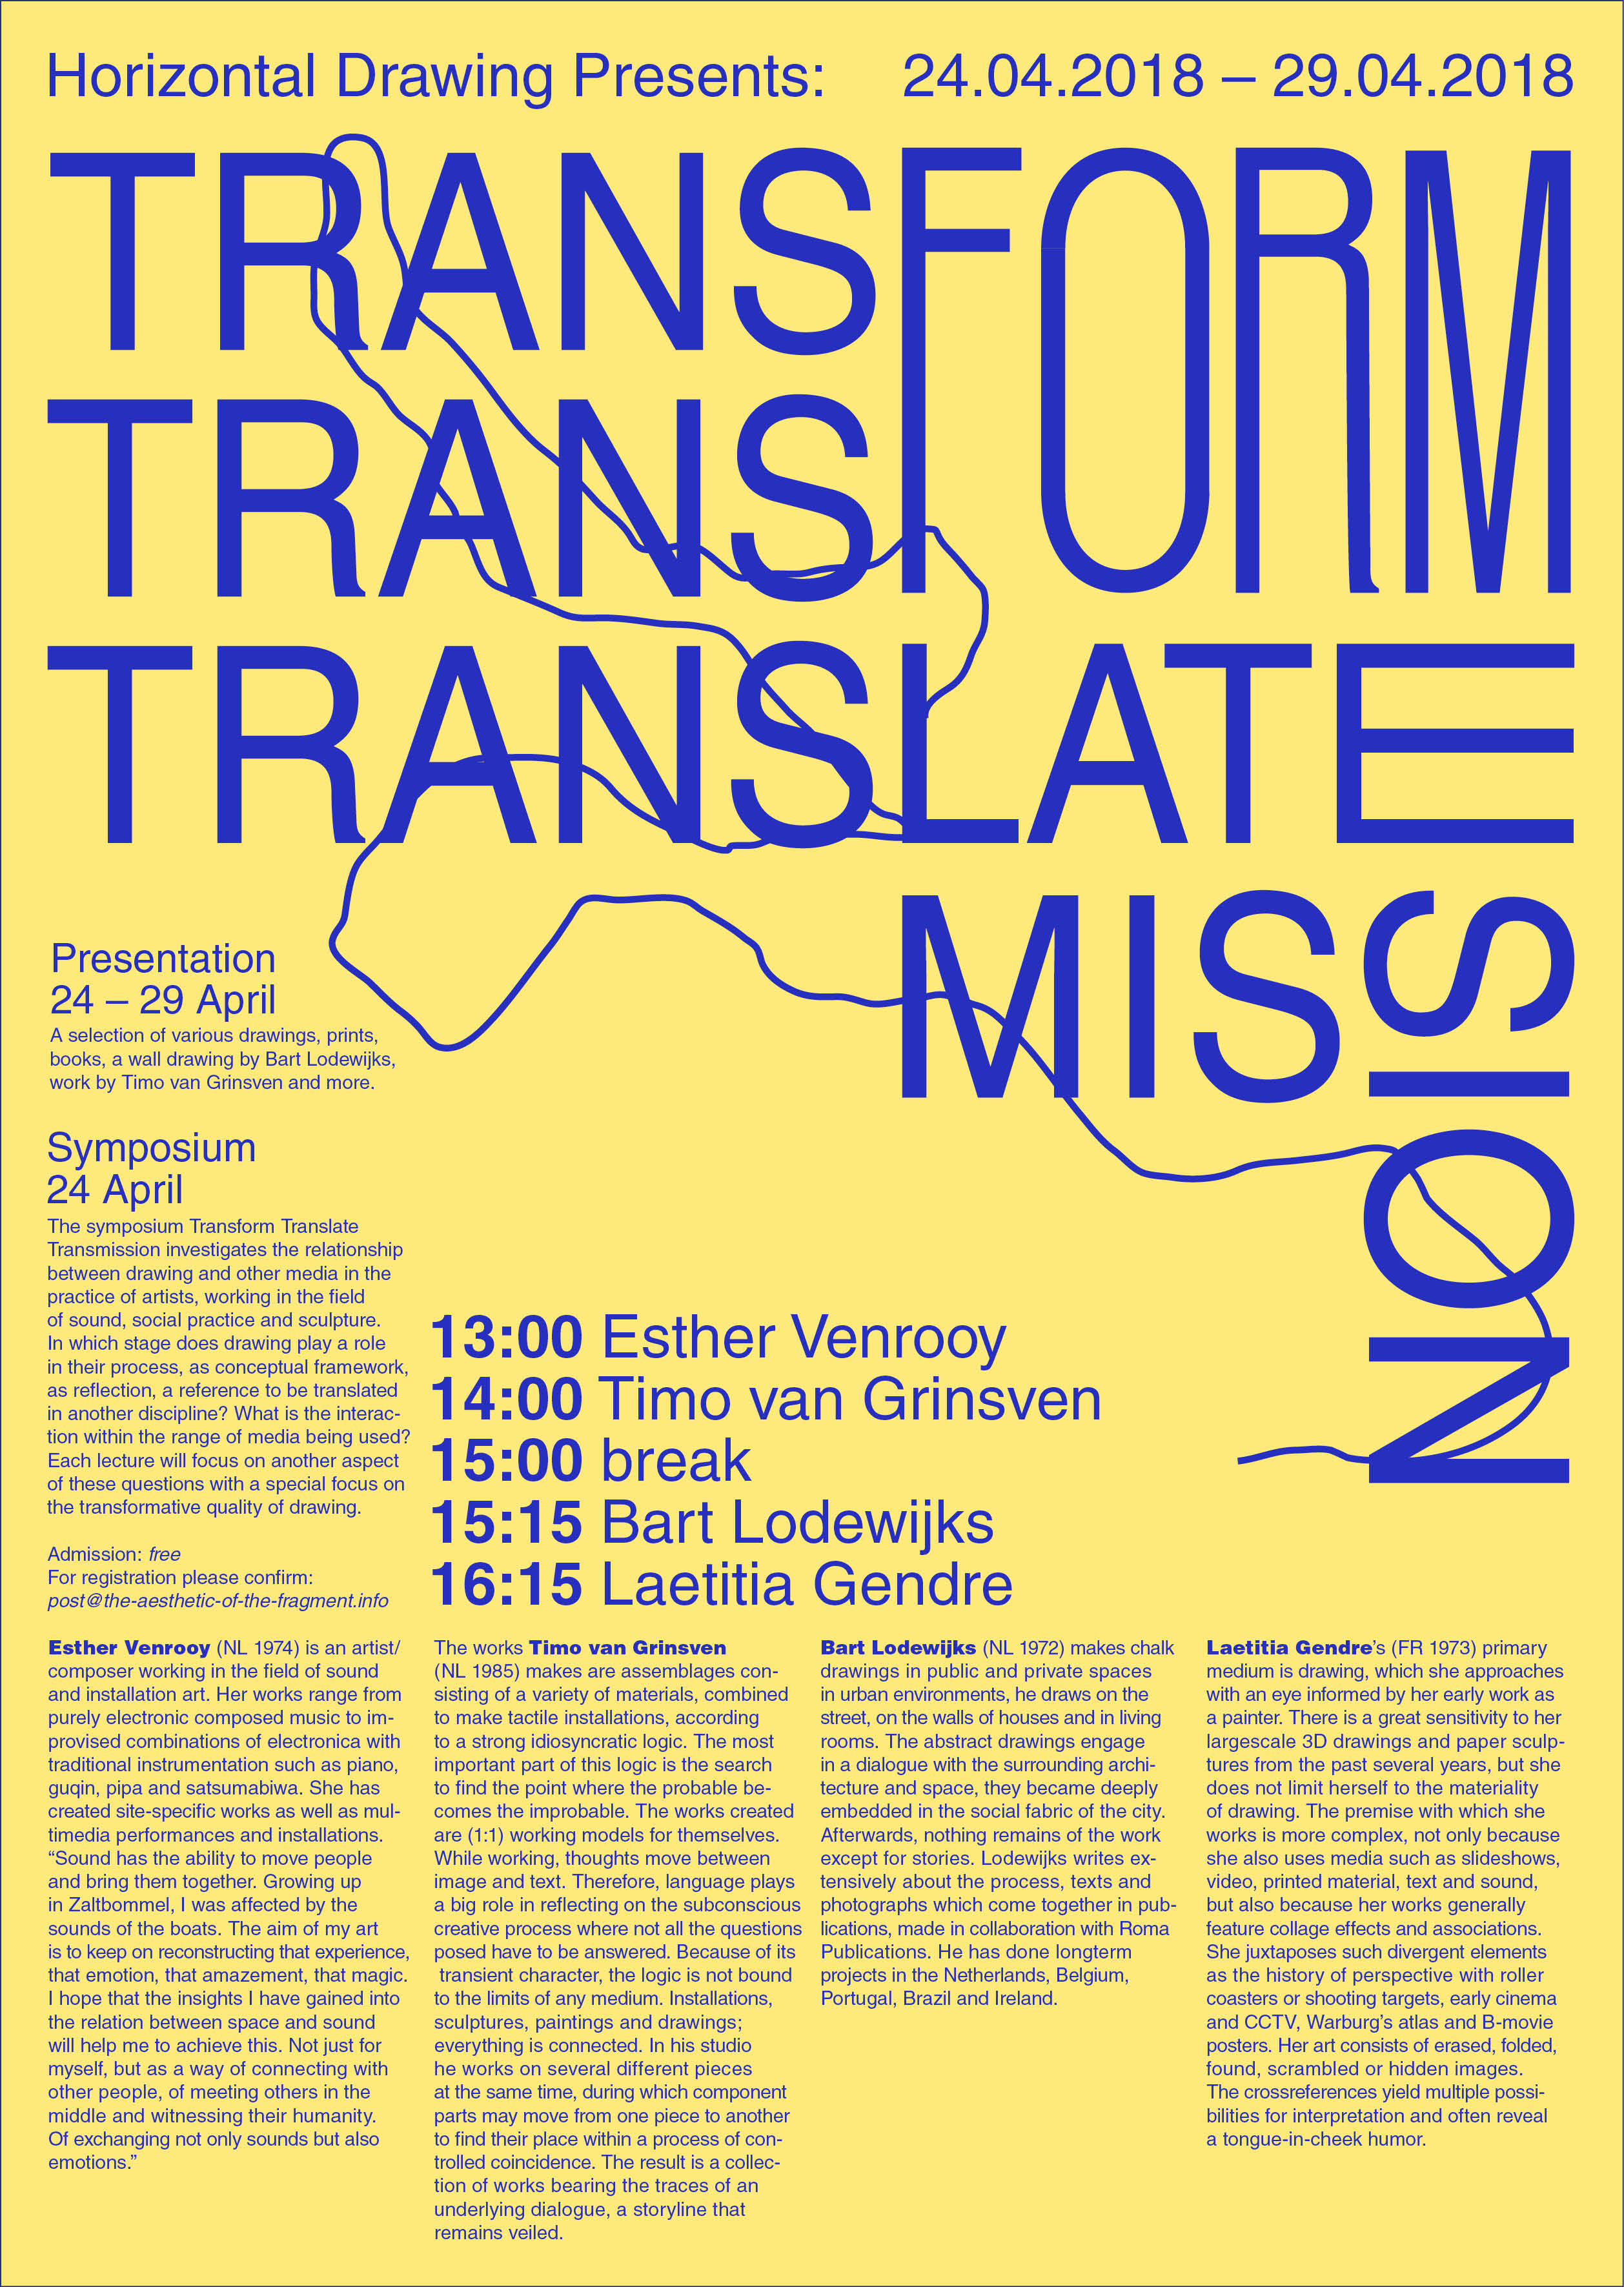 Horizontal Drawing Presents: 24.04.2018 – 29.04.2018
TRANSFORM
TRANS
TRANSLATE
MISSION
Presentation
24 – 29 April
A selection of various drawings, prints,
books, a wall drawing by Bart Lodewijks,
work by Timo van Grinsven and more.
Symposium
24 April
The symposium Transform Translate
Transmission investigates the relationship
between drawing and other media in the
practice of artists, working in the field
of sound, social practice and sculpture.
In which stage does drawing play a role
in their process, as conceptual framework,
as reflection, a reference to be translated
in another discipline? What is the interac-
tion within the range of media being used?
Each lecture will focus on another aspect
of these questions with a special focus on
the transformative quality of drawing.
Admission: free
For registration please confirm:
post@the-aesthetic-of-the-fragment.info
13:00 Esther Venrooy
14:00 Timo van Grinsven
15:00 break
15:15 Bart Lodewijks
16:15 Laetitia Gendre
Esther Venrooy (NL 1974) is an artist/
composer working in the field of sound
and installation art. Her works range from
purely electronic composed music to im-
provised combinations of electronica with
traditional instrumentation such as piano,
guqin, pipa and satsumabiwa. She has
created site-specific works as well as mul-
timedia performances and installations.
“Sound has the ability to move people
and bring them together. Growing up
in Zaltbommel, I was affected by the
sounds of the boats. The aim of my art
is to keep on reconstructing that experience,
that emotion, that amazement, that magic.
I hope that the insights I have gained into
the relation between space and sound
will help me to achieve this. Not just for
myself, but as a way of connecting with
other people, of meeting others in the
middle and witnessing their humanity.
Of exchanging not only sounds but also
emotions.”
The works Timo van Grinsven
(NL 1985) makes are assemblages con-
sisting of a variety of materials, combined
to make tactile installations, according
to a strong idiosyncratic logic. The most
important part of this logic is the search
to find the point where the probable be-
comes the improbable. The works created
are (1:1) working models for themselves.
While working, thoughts move between
image and text. Therefore, language plays
a big role in reflecting on the subconscious
creative process where not all the questions
posed have to be answered. Because of its
transient character, the logic is not bound
to the limits of any medium. Installations,
sculptures, paintings and drawings;
everything is connected. In his studio
he works on several different pieces
at the same time, during which component
parts may move from one piece to another
to find their place within a process of con-
trolled coincidence. The result is a collec-
tion of works bearing the traces of an
underlying dialogue, a storyline that
remains veiled.
Bart Lodewijks (NL 1972) makes chalk
drawings in public and private spaces
in urban environments, he draws on the
street, on the walls of houses and in living
rooms. The abstract drawings engage
in a dialogue with the surrounding archi-
tecture and space, they became deeply
embedded in the social fabric of the city.
Afterwards, nothing remains of the work
except for stories. Lodewijks writes ex-
tensively about the process, texts and
photographs which come together in pub-
lications, made in collaboration with Roma
Publications. He has done longterm
projects in the Netherlands, Belgium,
Portugal, Brazil and Ireland.
Laetitia Gendre’s (FR 1973) primary
medium is drawing, which she approaches
with an eye informed by her early work as
a painter. There is a great sensitivity to her
largescale 3D drawings and paper sculp-
tures from the past several years, but she
does not limit herself to the materiality
of drawing. The premise with which she
works is more complex, not only because
she also uses media such as slideshows,
video, printed material, text and sound,
but also because her works generally
feature collage effects and associations.
She juxtaposes such divergent elements
as the history of perspective with roller
coasters or shooting targets, early cinema
and CCTV, Warburg’s atlas and B-movie
posters. Her art consists of erased, folded,
found, scrambled or hidden images.
The crossreferences yield multiple possi-
bilities for interpretation and often reveal
a tongue-in-cheek humor.